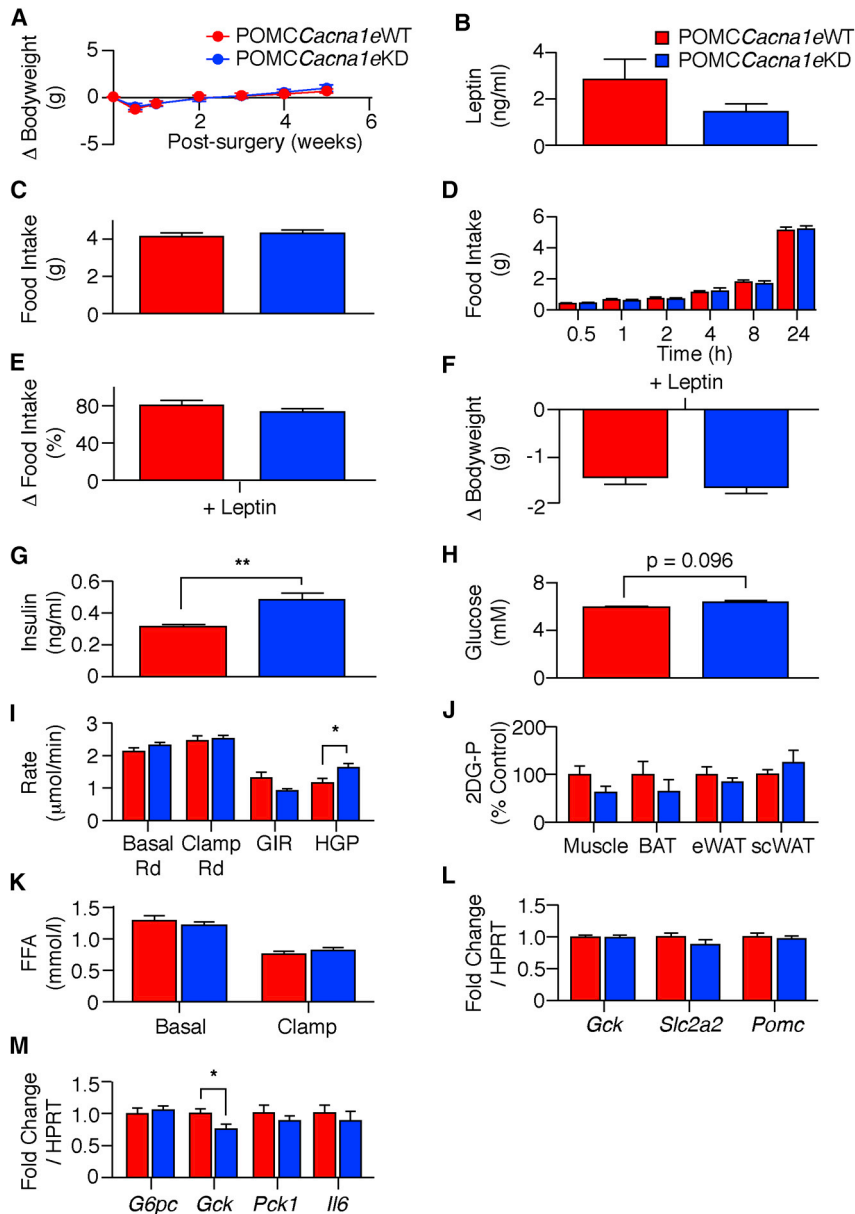 A
POMCCacna1eWT
POMCCacna1eKD
Δ Bodyweight
(g)
5
0
-5
2
4
6
Post-surgery (weeks)
B
POMCCacna1eWT
POMCCacna1eKD
Leptin
(ng/ml)
4
2
0
C
Food Intake
(g)
4
2
0
D
Food Intake
(g)
6
4
2
0
0.5 1 2 4 8 24
Time (h)
E
Δ Food Intake
(%)
80
40
0
+ Leptin
F
+ Leptin
Δ Bodyweight
(g)
0
-1
-2
G
**
Insulin
(ng/ml)
0.6
0.4
0.2
0
H
p = 0.096
Glucose
(mM)
8
6
4
0
I
*
Rate
(µmol/min)
3
2
1
0
Basal Clamp GIR HGP
Rd Rd
J
2DG-P
(% Control)
200
100
50
0
Muscle BAT eWAT scWAT
K
FFA
(mmol/l)
1.5
1.0
0.5
0
Basal Clamp
L
Fold Change
/ HPRT
1.5
1.0
0.5
0
Gck Slc2a2 Pomc
M
*
Fold Change
/ HPRT
1.5
1.0
0.5
0
G6pc Gck Pck1 Il6